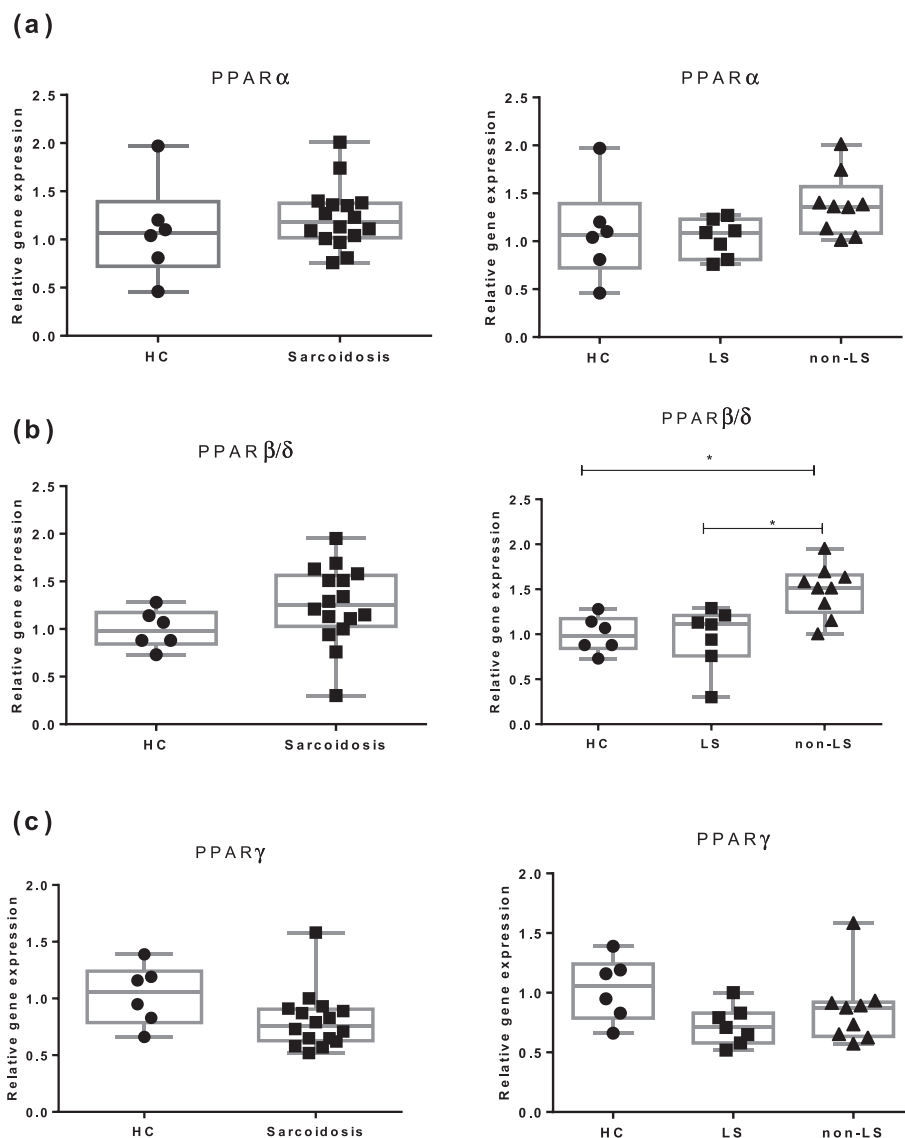 (a)
PPARα
Relative gene expression
2.5
2.0
1.5
1.0
0.5
0.0
HC
Sarcoidosis
PPARα
Relative gene expression
2.5
2.0
1.5
1.0
0.5
0.0
HC
LS
non-LS
(b)
PPARβ/δ
Relative gene expression
2.5
2.0
1.5
1.0
0.5
0.0
HC
Sarcoidosis
PPARβ/δ
*
*
Relative gene expression
2.5
2.0
1.5
1.0
0.5
0.0
HC
LS
non-LS
(c)
PPARγ
Relative gene expression
2.0
1.5
1.0
0.5
0.0
HC
Sarcoidosis
PPARγ
Relative gene expression
2.0
1.5
1.0
0.5
0.0
HC
LS
non-LS